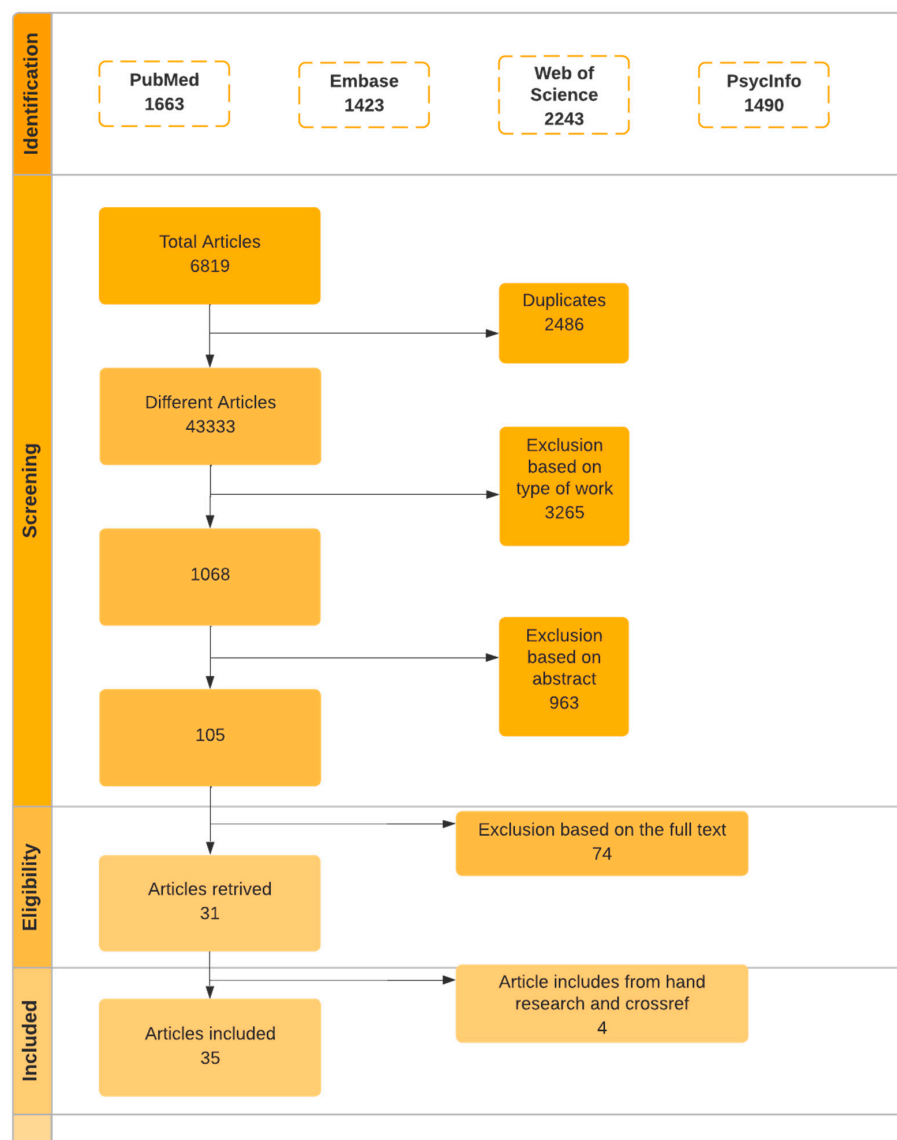 Identification
PubMed
1663
Embase
1423
Web of
Science
2243
PsycInfo
1490
Screening
Total Articles
6819
Duplicates
2486
Different Articles
43333
Exclusion
based on
type of work
3265
1068
Exclusion
based on
abstract
963
105
Eligibility
Exclusion based on the full text
74
Articles retrived
31
Included
Article includes from hand
research and crossref
4
Articles included
35